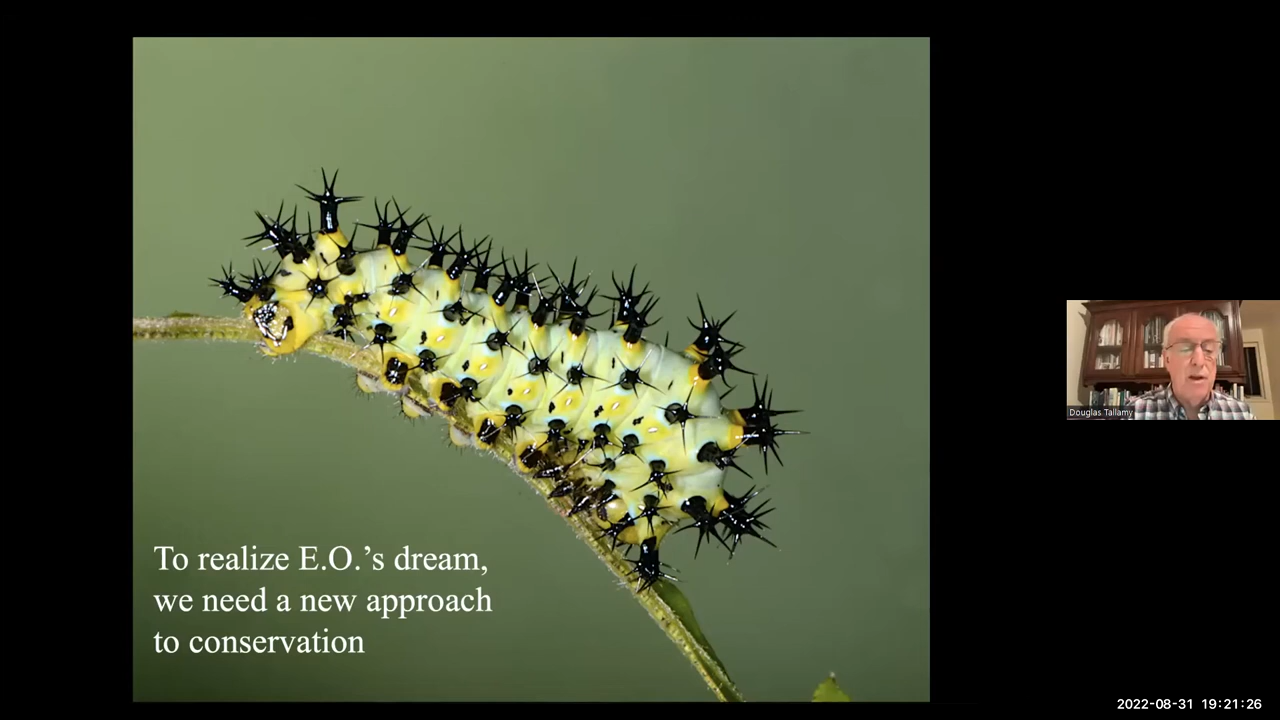 To realize E.O.'s dream,
we need a new approach
to conservation
Douglas Tallamy
2022-08-31 19:21:26